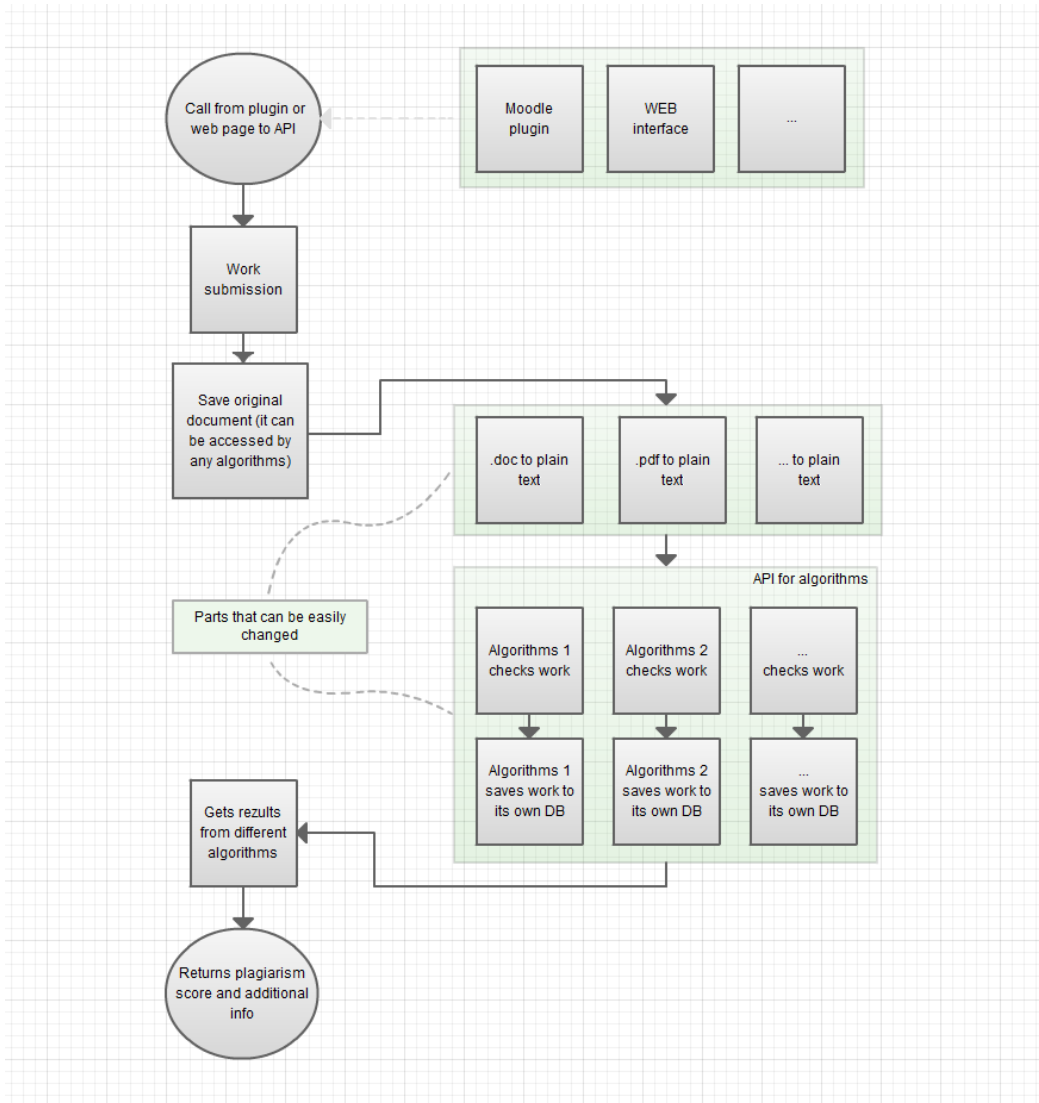 Call from plugin or
web page to API
Moodle
plugin
WEB
interface
...
Work
submission
Save original
document (it can
be accessed by
any algorithms)
.doc to plain
text
.pdf to plain
text
... to plain
text
Parts that can be easily
changed
API for algorithms
Algorithms 1
checks work
Algorithms 2
checks work
...
checks work
Algorithms 1
saves work to
its own DB
Algorithms 2
saves work to
its own DB
...
saves work to
its own DB
Gets rezults
from different
algorithms
Returns plagiarism
score and additional
info